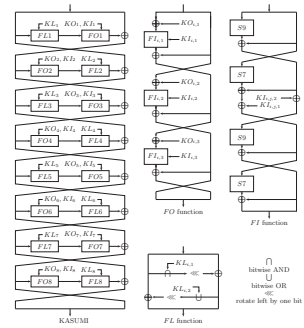 KL₁ KO₁, KI₁
FL1 FO1
KO₂, KI₂ KL₂
FO2 FL2
KL₃ KO₃, KI₃
FL3 FO3
KO₄, KI₄ KL₄
FO4 FL4
KL₅ KO₅, KI₅
FL5 FO5
KO₆, KI₆ KL₆
FO6 FL6
KL₇ KO₇, KI₇
FL7 FO7
KO₈, KI₈ KL₈
FO8 FL8
KASUMI
KOᵢ,₁
FIᵢ,₁ KIᵢ,₁
KOᵢ,₂
FIᵢ,₂ KIᵢ,₂
KOᵢ,₃
FIᵢ,₃ KIᵢ,₃
FO function
S9
S7
KIᵢ,ⱼ,₂
KIᵢ,ⱼ,₁
S9
S7
FI function
KLᵢ,₁
∩ ≪
KLᵢ,₂
≪ ∪
FL function
∩
bitwise AND
∪
bitwise OR
≪
rotate left by one bit